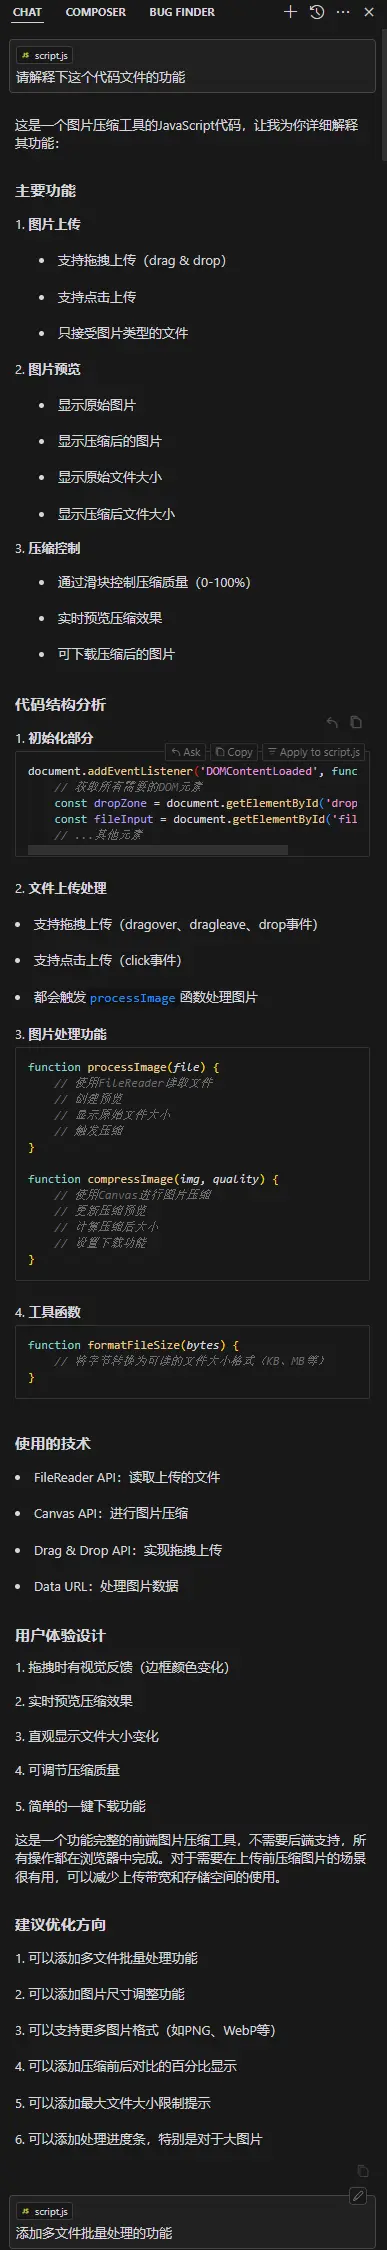 CHAT COMPOSER BUG FINDER
JS script.js
请解释下这个代码文件的功能
这是一个图片压缩工具的JavaScript代码，让我为你详细解释
其功能：
主要功能
1. 图片上传
• 支持拖拽上传（drag & drop）
• 支持点击上传
• 只接受图片类型的文件
2. 图片预览
• 显示原始图片
• 显示压缩后的图片
• 显示原始文件大小
• 显示压缩后文件大小
3. 压缩控制
• 通过滑块控制压缩质量（0-100%）
• 实时预览压缩效果
• 可下载压缩后的图片
代码结构分析
1. 初始化部分
Ask Copy Apply to script.js
document.addEventListener('DOMContentLoaded', func
// 获取所有需要的DOM元素
const dropZone = document.getElementById('drop
const fileInput = document.getElementById('fil
// ...其他元素
2. 文件上传处理
• 支持拖拽上传（dragover、dragleave、drop事件）
• 支持点击上传（click事件）
• 都会触发 processImage 函数处理图片
3. 图片处理功能
function processImage(file) {
// 使用FileReader读取文件
// 创建预览
// 显示原始文件大小
// 触发压缩
}
function compressImage(img, quality) {
// 使用Canvas进行图片压缩
// 更新压缩预览
// 计算压缩后大小
// 设置下载功能
}
4. 工具函数
function formatFileSize(bytes) {
// 将字节转换为可读的文件大小格式（KB、MB等）
}
使用的技术
• FileReader API：读取上传的文件
• Canvas API：进行图片压缩
• Drag & Drop API：实现拖拽上传
• Data URL：处理图片数据
用户体验设计
1. 拖拽时有视觉反馈（边框颜色变化）
2. 实时预览压缩效果
3. 直观显示文件大小变化
4. 可调节压缩质量
5. 简单的一键下载功能
这是一个功能完整的前端图片压缩工具，不需要后端支持，所
有操作都在浏览器中完成。对于需要在上传前压缩图片的场景
很有用，可以减少上传带宽和存储空间的使用。
建议优化方向
1. 可以添加多文件批量处理功能
2. 可以添加图片尺寸调整功能
3. 可以支持更多图片格式（如PNG、WebP等）
4. 可以添加压缩前后对比的百分比显示
5. 可以添加最大文件大小限制提示
6. 可以添加处理进度条，特别是对于大图片
JS script.js
添加多文件批量处理的功能